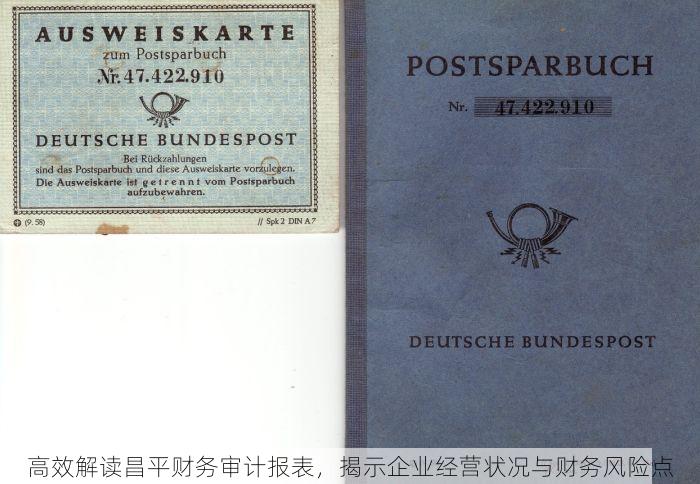 AUSWEISKARTE
zum Postsparbuch
Nr. 47.422.910
DEUTSCHE BUNDESPOST
Bei Rückzahlungen
sind das Postsparbuch und diese Ausweiskarte vorzulegen.
Die Ausweiskarte ist getrennt vom Postsparbuch
aufzubewahren.
(9. 58)
// Spk 2 DIN A 7
POSTSPARBUCH
Nr. 47.422.910
DEUTSCHE BUNDESPOST
高效解读昌平财务审计报表，揭示企业经营状况与财务风险点